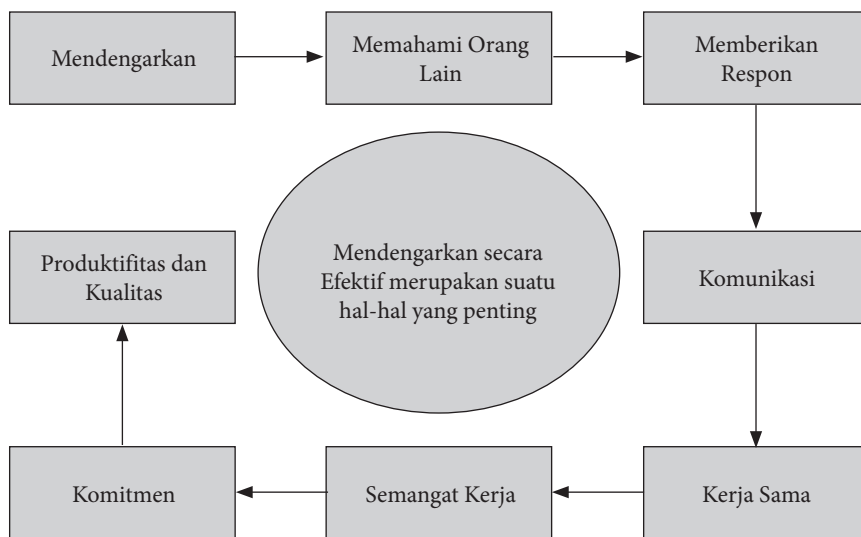 Mendengarkan
Memahami Orang
Lain
Memberikan
Respon
Mendengarkan secara
Efektif merupakan suatu
hal-hal yang penting
Produktifitas dan
Kualitas
Komunikasi
Komitmen
Semangat Kerja
Kerja Sama